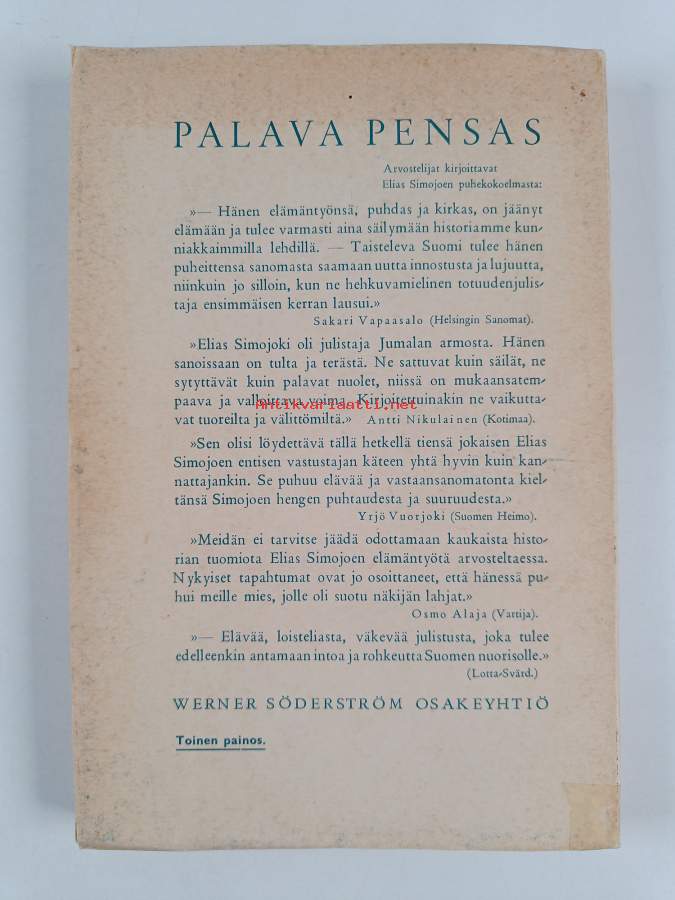 PALAVA PENSAS
Arvostelijat kirjoittavat
Elias Simojoen puhekokoelmasta:
»— Hänen elämäntyönsä, puhdas ja kirkas, on jäänyt
elämään ja tulee varmasti aina säilymään historiamme kun-
niakkaimmilla lehdillä. — Taisteleva Suomi tulee hänen
puheittensa sanomasta saamaan uutta innostusta ja lujuutta,
niinkuin jo silloin, kun ne hehkuvamielinen totuudenjulis-
taja ensimmäisen kerran lausui.»
Sakari Vapaasalo (Helsingin Sanomat).
»Elias Simojoki oli julistaja Jumalan armosta. Hänen
sanoissaan on tulta ja terästä. Ne sattuvat kuin säilät, ne
sytyttävät kuin palavat nuolet, niissä on mukaansatem-
paava ja valloittava voima. Kirjoitettuinakin ne vaikutta-
vat tuoreilta ja välittömiltä.» Antti Nikulainen (Kotimaa).
Antikvariaatti.net
»Sen olisi löydettävä tällä hetkellä tiensä jokaisen Elias
Simojoen entisen vastustajan käteen yhtä hyvin kuin kan-
nattajankin. Se puhuu elävää ja vastaansanomatonta kiel-
tänsä Simojoen hengen puhtaudesta ja suuruudesta.»
Yrjö Vuorjoki (Suomen Heimo).
»Meidän ei tarvitse jäädä odottamaan kaukaista histo-
rian tuomiota Elias Simojoen elämäntyötä arvosteltaessa.
Nykyiset tapahtumat ovat jo osoittaneet, että hänessä pu-
hui meille mies, jolle oli suotu näkijän lahjat.»
Osmo Alaja (Vartija).
»— Elävää, loisteliasta, väkevää julistusta, joka tulee
edelleenkin antamaan intoa ja rohkeutta Suomen nuorisolle.»
(Lotta-Svärd.)
WERNER SÖDERSTRÖM OSAKEYHTIÖ
Toinen painos.